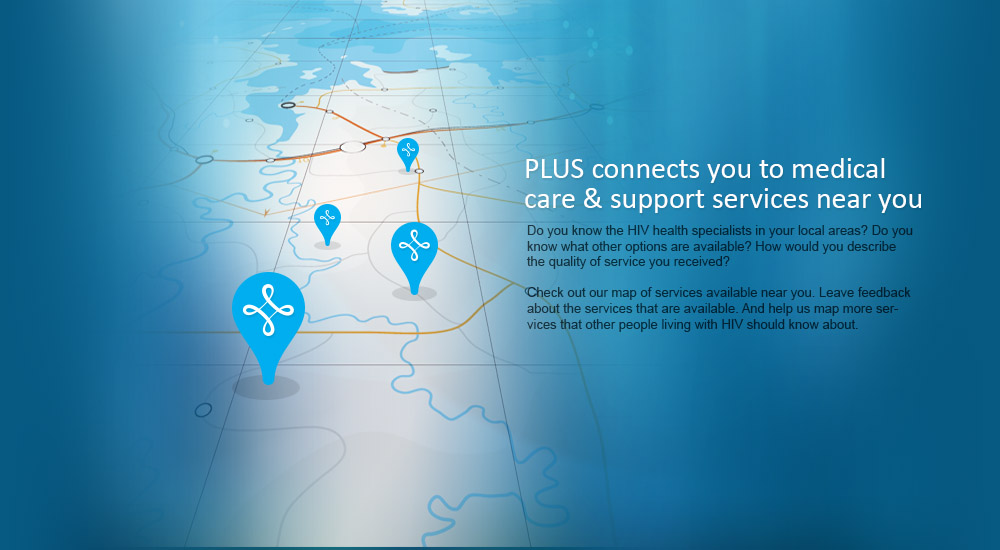 PLUS connects you to medical
care & support services near you
Do you know the HIV health specialists in your local areas? Do you
know what other options are available? How would you describe
the quality of service you received?
Check out our map of services available near you. Leave feedback
about the services that are available. And help us map more ser-
vices that other people living with HIV should know about.